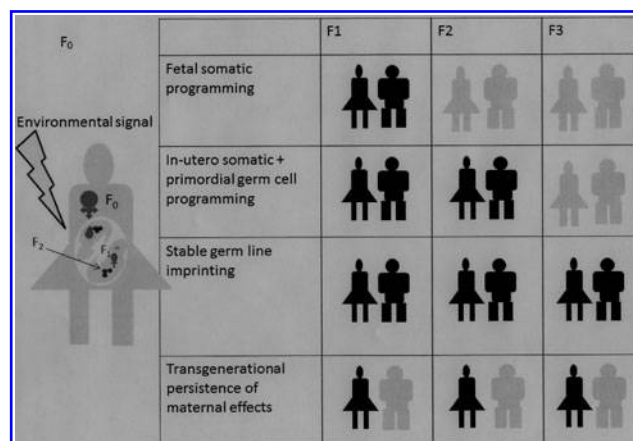 F0
F1
F2
F3
Fetal somatic
programming
Environmental signal
In-utero somatic +
primordial germ cell
programming
F0
F1
F2
Stable germ line
imprinting
Transgenerational
persistence of
maternal effects